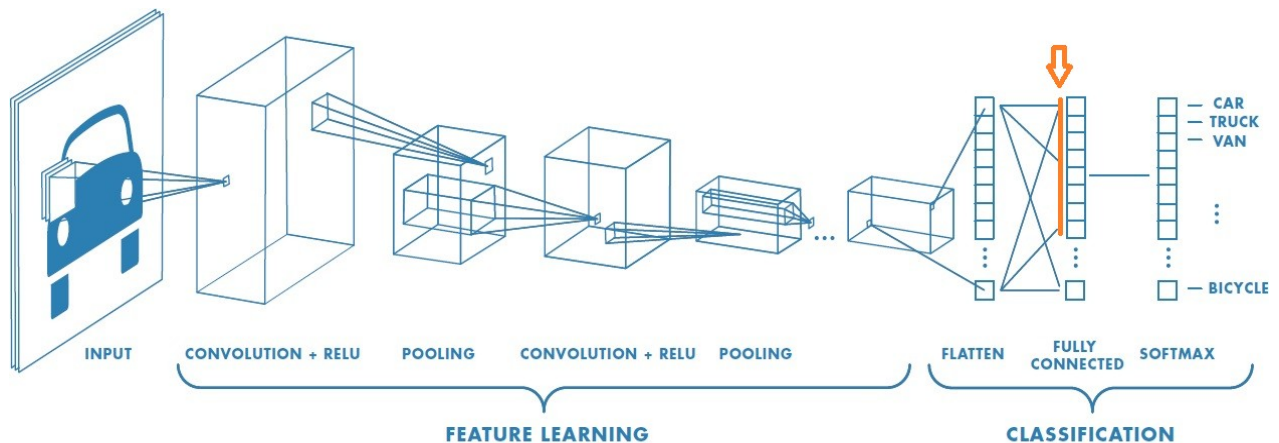 CAR
TRUCK
VAN
...
BICYCLE
INPUT
CONVOLUTION + RELU
POOLING
CONVOLUTION + RELU
POOLING
FLATTEN
FULLY
CONNECTED
SOFTMAX
FEATURE LEARNING
CLASSIFICATION